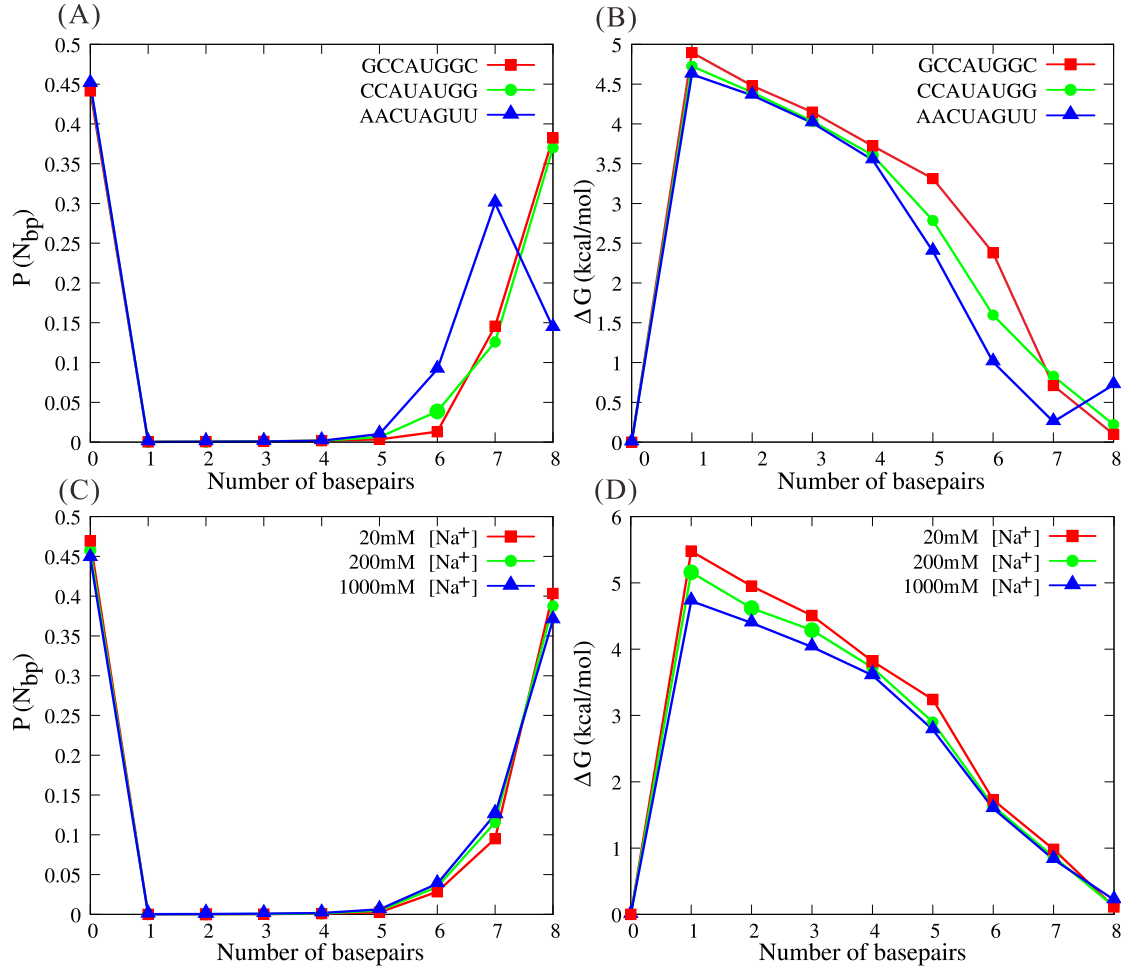 (A)
P (N_bp)
0.5
0.45
0.4
0.35
0.3
0.25
0.2
0.15
0.1
0.05
0
GCCAUGGC
CCAUAUGG
AACUAGUU
0 1 2 3 4 5 6 7 8
Number of basepairs
(B)
ΔG (kcal/mol)
5
4.5
4
3.5
3
2.5
2
1.5
1
0.5
0
GCCAUGGC
CCAUAUGG
AACUAGUU
0 1 2 3 4 5 6 7 8
Number of basepairs
(C)
P (N_bp)
0.5
0.45
0.4
0.35
0.3
0.25
0.2
0.15
0.1
0.05
0
20mM [Na⁺]
200mM [Na⁺]
1000mM [Na⁺]
0 1 2 3 4 5 6 7 8
Number of basepairs
(D)
ΔG (kcal/mol)
6
5
4
3
2
1
0
20mM [Na⁺]
200mM [Na⁺]
1000mM [Na⁺]
0 1 2 3 4 5 6 7 8
Number of basepairs